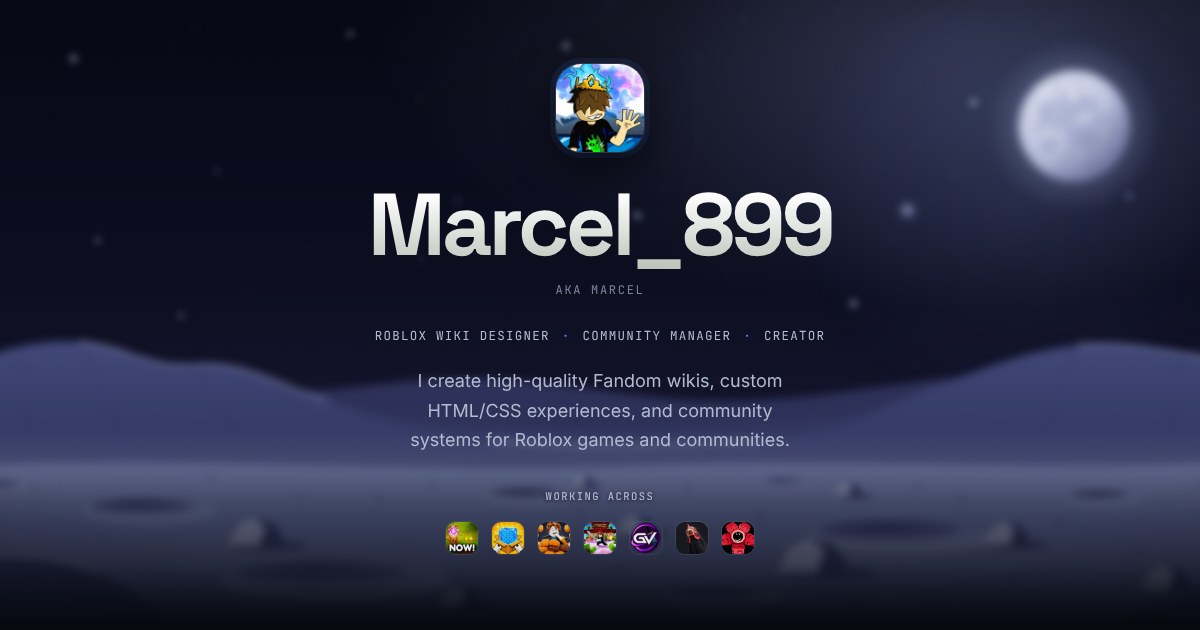 Marcel_899
AKA MARCEL
ROBLOX WIKI DESIGNER · COMMUNITY MANAGER · CREATOR
I create high-quality Fandom wikis, custom
HTML/CSS experiences, and community
systems for Roblox games and communities.
WORKING ACROSS
NOW!
GV